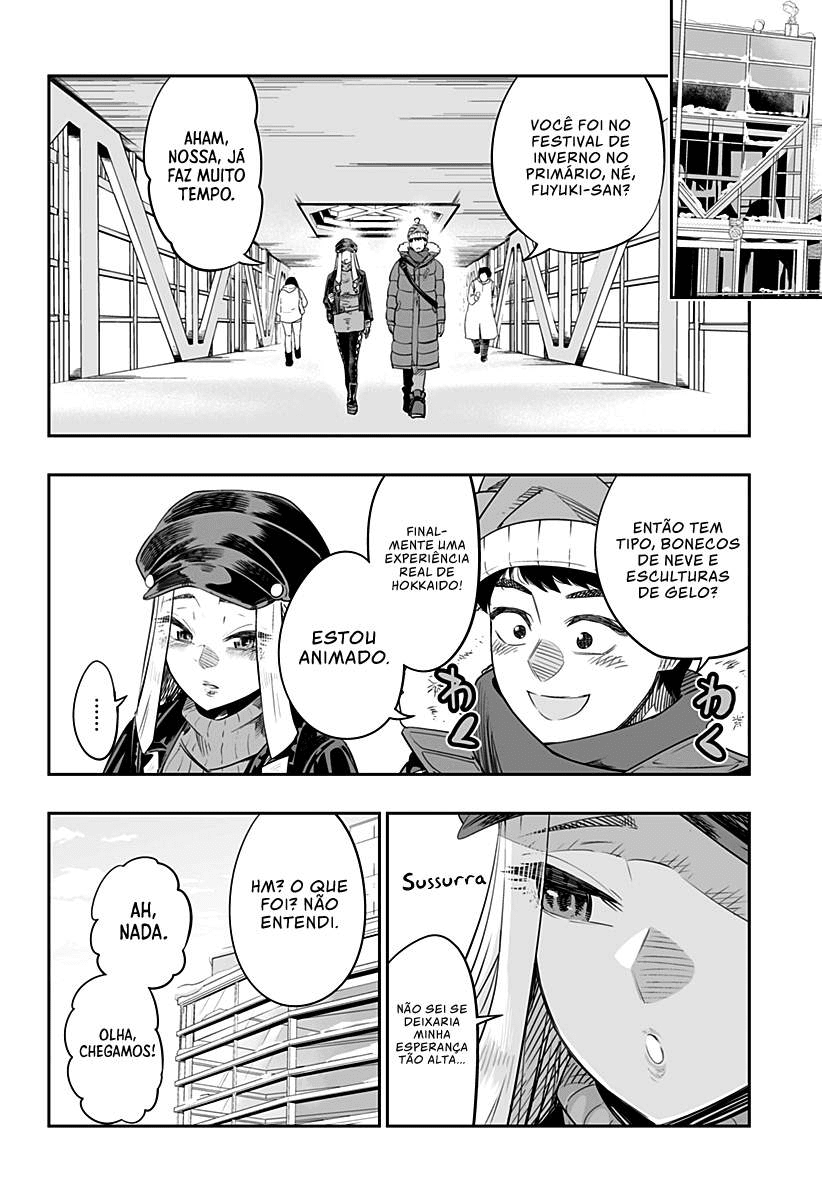 VOCÊ FOI NO
FESTIVAL DE
INVERNO NO
PRIMÁRIO, NÉ,
FUYUKI-SAN?
AHAM,
NOSSA, JÁ
FAZ MUITO
TEMPO.
ENTÃO TEM
TIPO, BONECOS
DE NEVE E
ESCULTURAS
DE GELO?
わく
わく
FINAL-
MENTE UMA
EXPERIÊNCIA
REAL DE
HOKKAIDO!
ESTOU
ANIMADO.
........
Sussurra
NÃO SEI SE
DEIXARIA
MINHA
ESPERANÇA
TÃO ALTA...
HM? O QUE
FOI? NÃO
ENTENDI.
AH,
NADA.
OLHA,
CHEGAMOS!